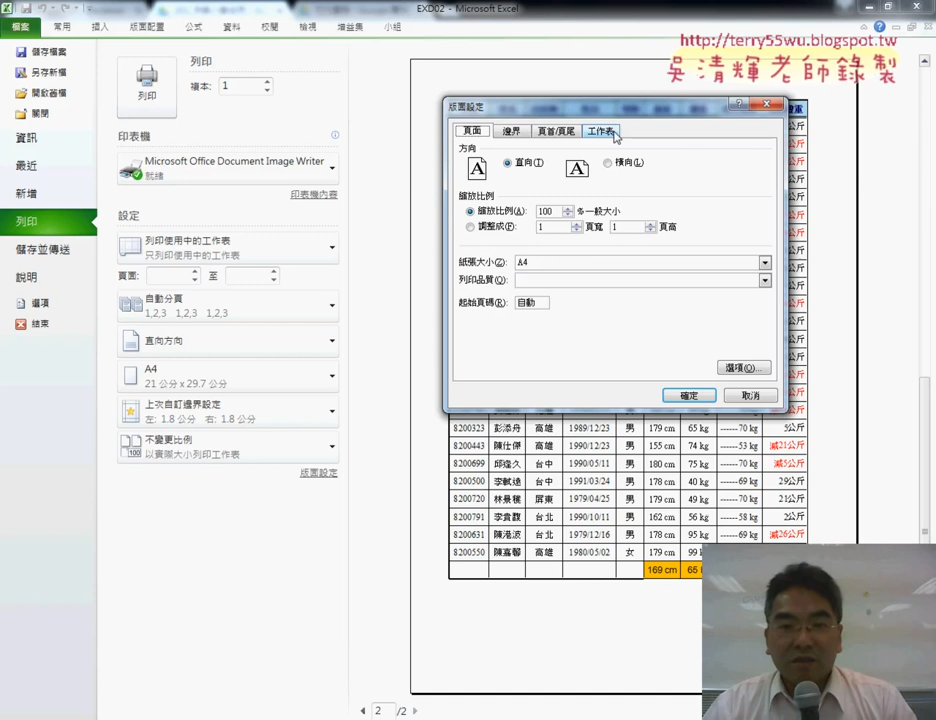 EXD02 - Microsoft Excel
檔案 常用 插入 版面配置 公式 資料 校閱 檢視 增益集 小組
http://terry55wu.blogspot.tw
吳清輝老師錄製
儲存檔案
另存新檔
開啟舊檔
關閉
資訊
最近
新增
列印
儲存並傳送
說明
選項
結束
列印
列印
複本: 1
印表機
Microsoft Office Document Image Writer
就緒
印表機內容
設定
列印使用中的工作表
只列印使用中的工作表
頁面: 至
自動分頁
1,2,3 1,2,3 1,2,3
直向方向
A4
21 公分 x 29.7 公分
上次自訂邊界設定
左: 1.8 公分 右: 1.8 公分
不變更比例
以實際大小列印工作表
100
版面設定
版面設定
頁面 邊界 頁首/頁尾 工作表
方向
A 直向(T) A 橫向(L)
縮放比例
縮放比例(A): 100 %一般大小
調整成(F): 1 頁寬 1 頁高
紙張大小(Z): A4
列印品質(Q):
起始頁碼(R): 自動
選項(O)...
確定 取消
8200323 彭添舟 高雄 1989/12/23 男 179 cm 65 kg ------70 kg 5公斤
8200443 陳仕傑 高雄 1990/12/23 男 155 cm 74 kg ------53 kg 減21公斤
8200699 邱逢久 台中 1990/05/11 男 180 cm 75 kg ------70 kg 減5公斤
8200500 李軾遠 台中 1991/03/24 男 178 cm 40 kg ------69 kg 29公斤
8200720 林景穜 屏東 1979/04/25 男 179 cm 49 kg ------70 kg 21公斤
8200791 李貴馥 台北 1990/10/11 男 162 cm 56 kg ------58 kg 2公斤
8200631 陳港波 台北 1979/12/16 男 178 cm 95 kg ------69 kg 減26公斤
8200550 陳嘉馨 高雄 1980/05/02 女 179 cm 99
169 cm 65
2 /2